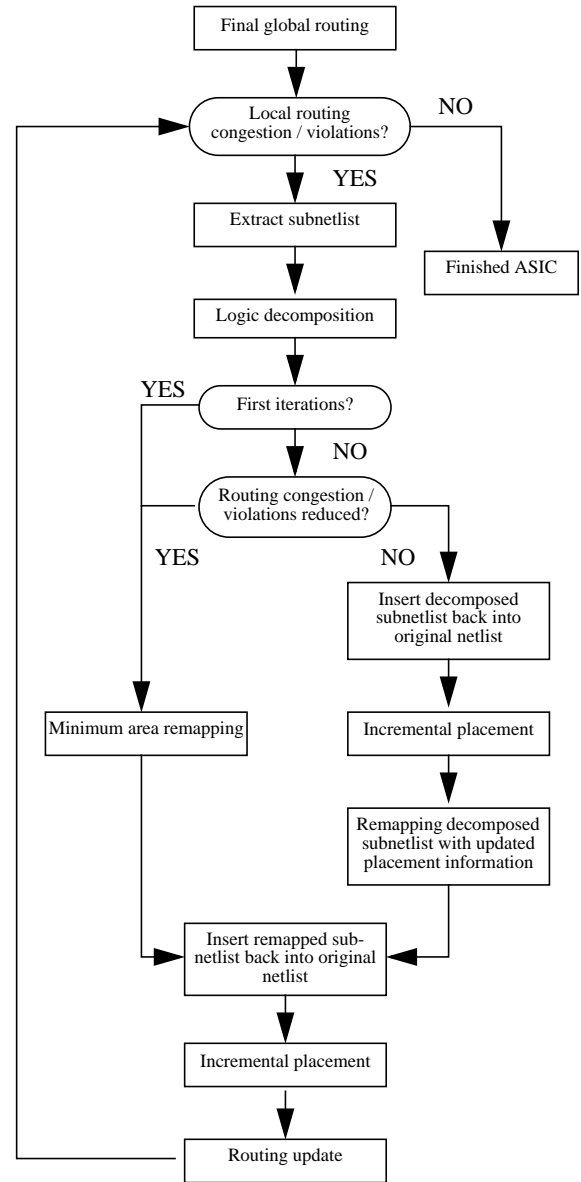 Final global routing
Local routing
congestion / violations?
NO
YES
Extract subnetlist
Finished ASIC
Logic decomposition
YES
First iterations?
NO
Routing congestion /
violations reduced?
YES
NO
Insert decomposed
subnetlist back into
original netlist
Minimum area remapping
Incremental placement
Remapping decomposed
subnetlist with updated
placement information
Insert remapped sub-
netlist back into original
netlist
Incremental placement
Routing update